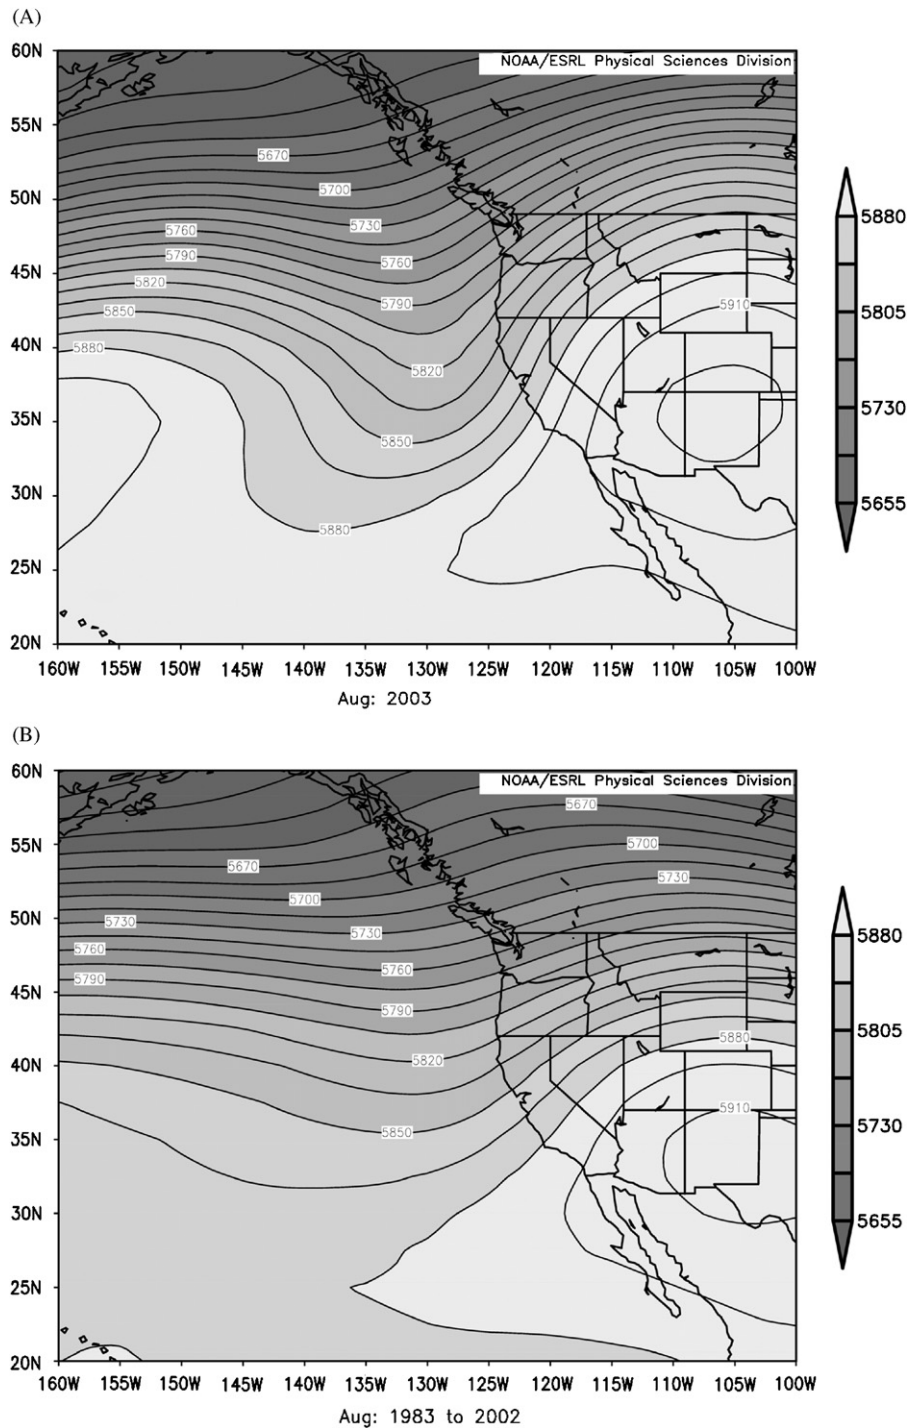 (A)
60N
NOAA/ESRL Physical Sciences Division
55N
5670
50N
5700
5880
5730
5760
5760
45N
5790
5820
5790
5910
5805
5850
40N
5880
5820
5730
35N
5850
5655
30N
5880
25N
20N
160W 155W 150W 145W 140W 135W 130W 125W 120W 115W 110W 105W 100W
Aug: 2003
(B)
60N
NOAA/ESRL Physical Sciences Division
5670
55N
5700
5670
5730
5700
50N
5730
5730
5880
5760
5760
45N
5790
5790
5880
5805
40N
5820
5910
5730
35N
5850
30N
5655
25N
20N
160W 155W 150W 145W 140W 135W 130W 125W 120W 115W 110W 105W 100W
Aug: 1983 to 2002